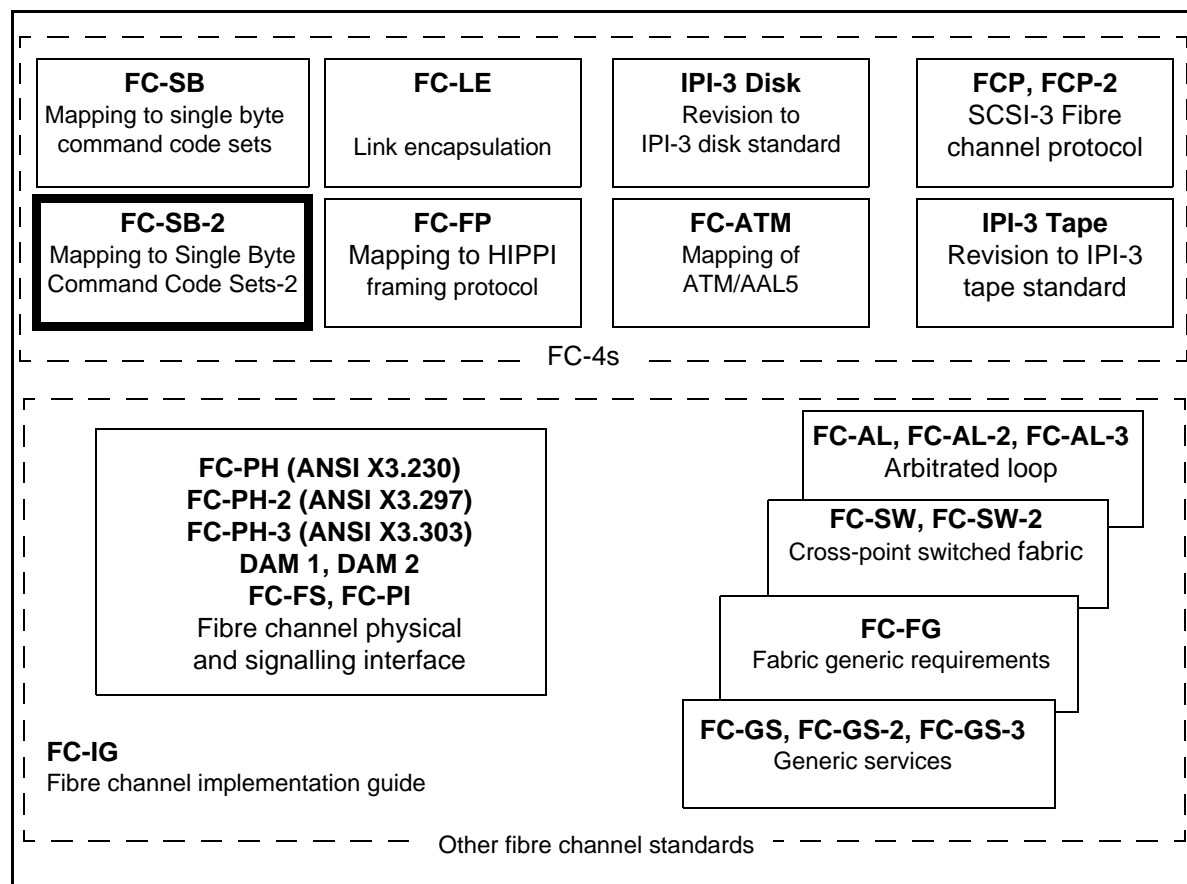 FC-SB
Mapping to single byte
command code sets
FC-LE
Link encapsulation
IPI-3 Disk
Revision to
IPI-3 disk standard
FCP, FCP-2
SCSI-3 Fibre
channel protocol
FC-SB-2
Mapping to Single Byte
Command Code Sets-2
FC-FP
Mapping to HIPPI
framing protocol
FC-ATM
Mapping of
ATM/AAL5
IPI-3 Tape
Revision to IPI-3
tape standard
FC-4s
FC-PH (ANSI X3.230)
FC-PH-2 (ANSI X3.297)
FC-PH-3 (ANSI X3.303)
DAM 1, DAM 2
FC-FS, FC-PI
Fibre channel physical
and signalling interface
FC-AL, FC-AL-2, FC-AL-3
Arbitrated loop
FC-SW, FC-SW-2
Cross-point switched fabric
FC-FG
Fabric generic requirements
FC-GS, FC-GS-2, FC-GS-3
Generic services
FC-IG
Fibre channel implementation guide
Other fibre channel standards